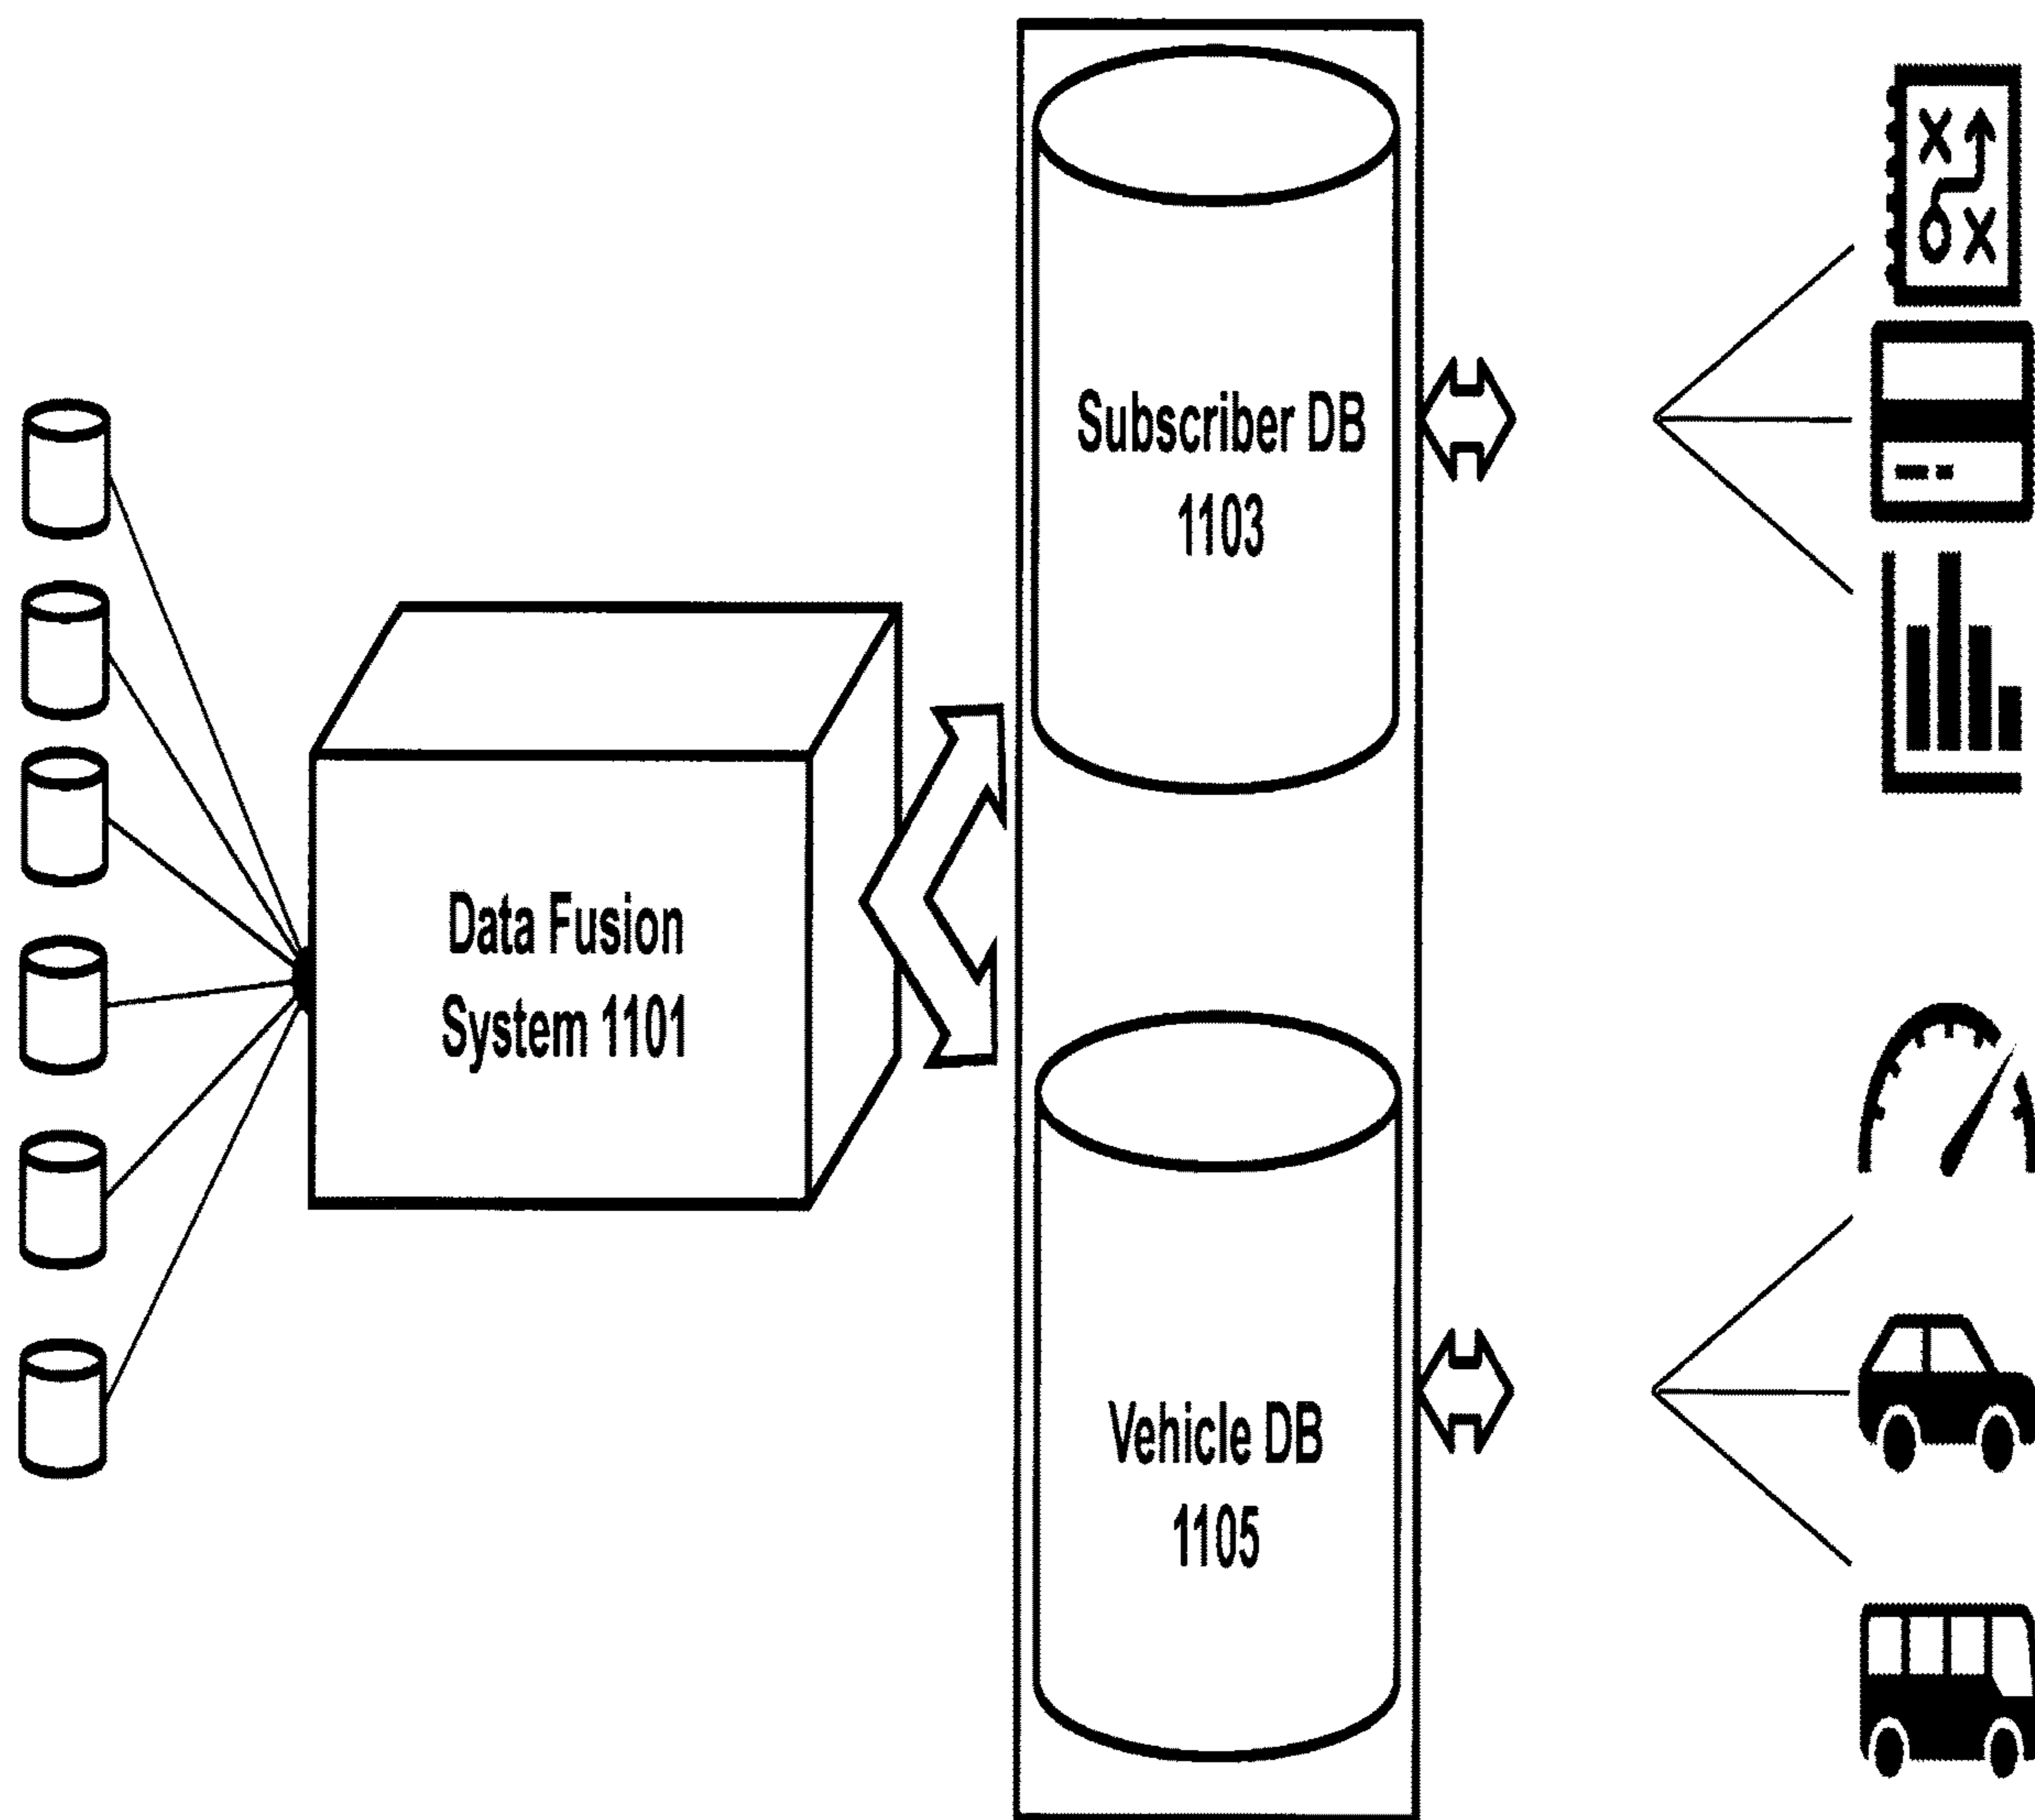 Subscriber DB
1103
Data Fusion
System 1101
Vehicle DB
1105